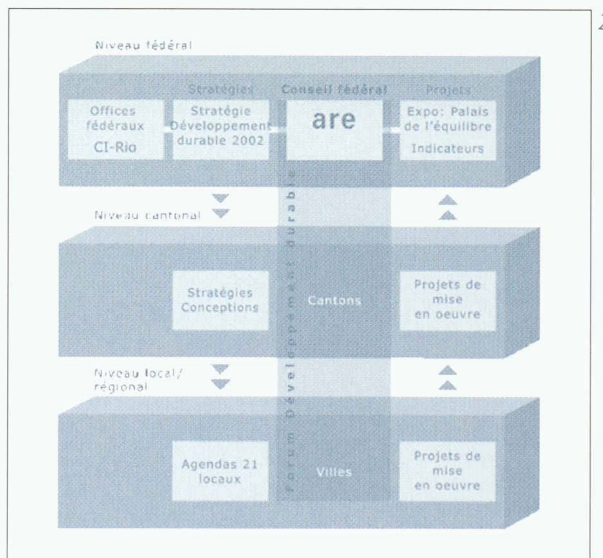 2
Niveau fédéral
Stratégies
Conseil fédéral
Projets
Offices
fédéraux
CI-Rio
Stratégie
Développement
durable 2002
are
Expo: Palais
de l'équilibre
Indicateurs
Forum Développement durable
Niveau cantonal
Stratégies
Conceptions
Cantons
Projets de
mise
en oeuvre
Niveau local/
régional
Agendas 21
locaux
Villes
Projets de
mise
en oeuvre